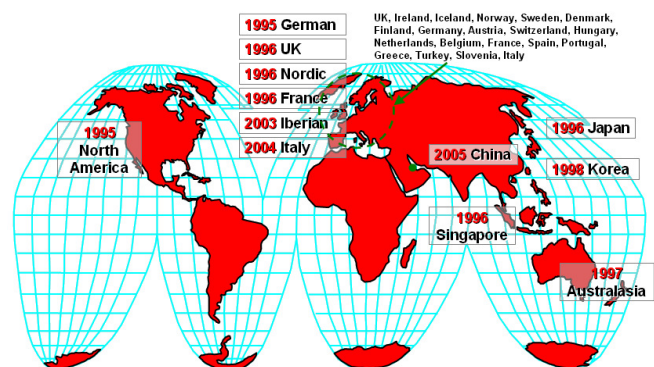 1995 German
1996 UK
1996 Nordic
1996 France
2003 Iberian
2004 Italy
UK, Ireland, Iceland, Norway, Sweden, Denmark,
Finland, Germany, Austria, Switzerland, Hungary,
Netherlands, Belgium, France, Spain, Portugal,
Greece, Turkey, Slovenia, Italy
1995
North
America
2005 China
1996 Japan
1998 Korea
1996
Singapore
1997
Australasia